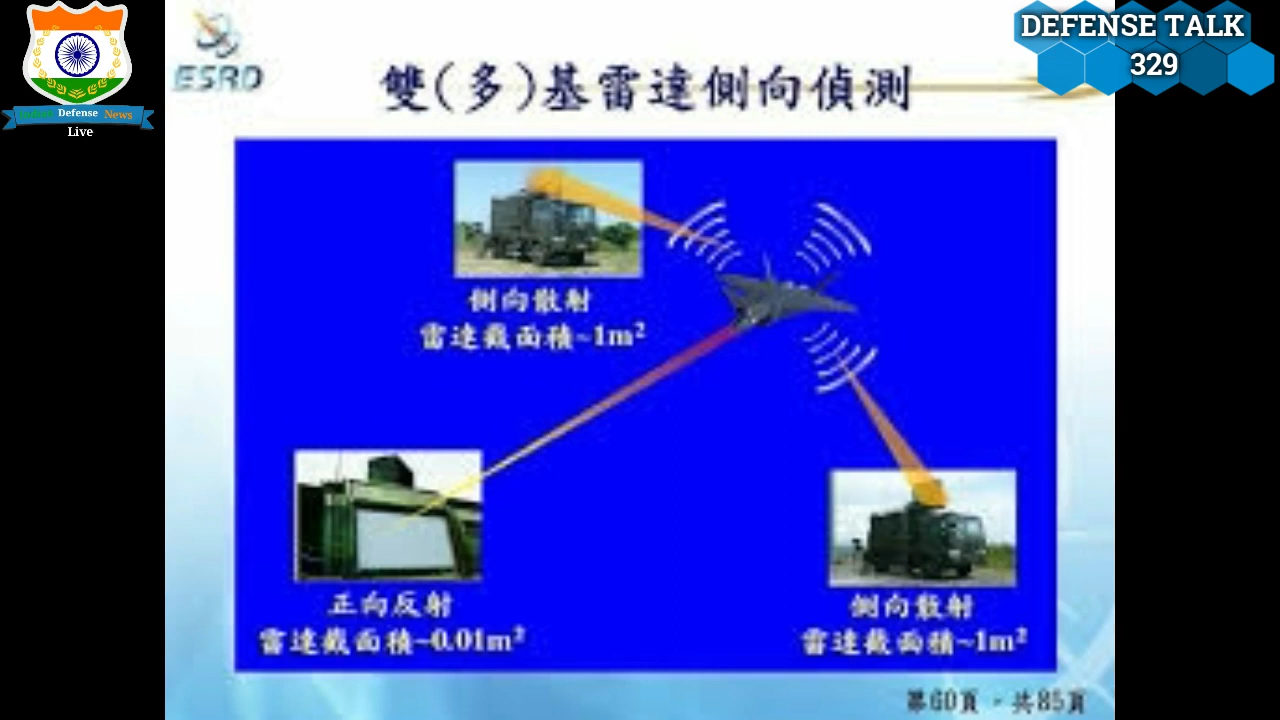 DEFENSE TALK
329
Defense News
Live
ESRD
雙(多)基雷達側向偵測
側向散射
雷達截面積~1m²
正向反射
雷達截面積~0.01m²
側向散射
雷達截面積~1m²
第60頁,共85頁